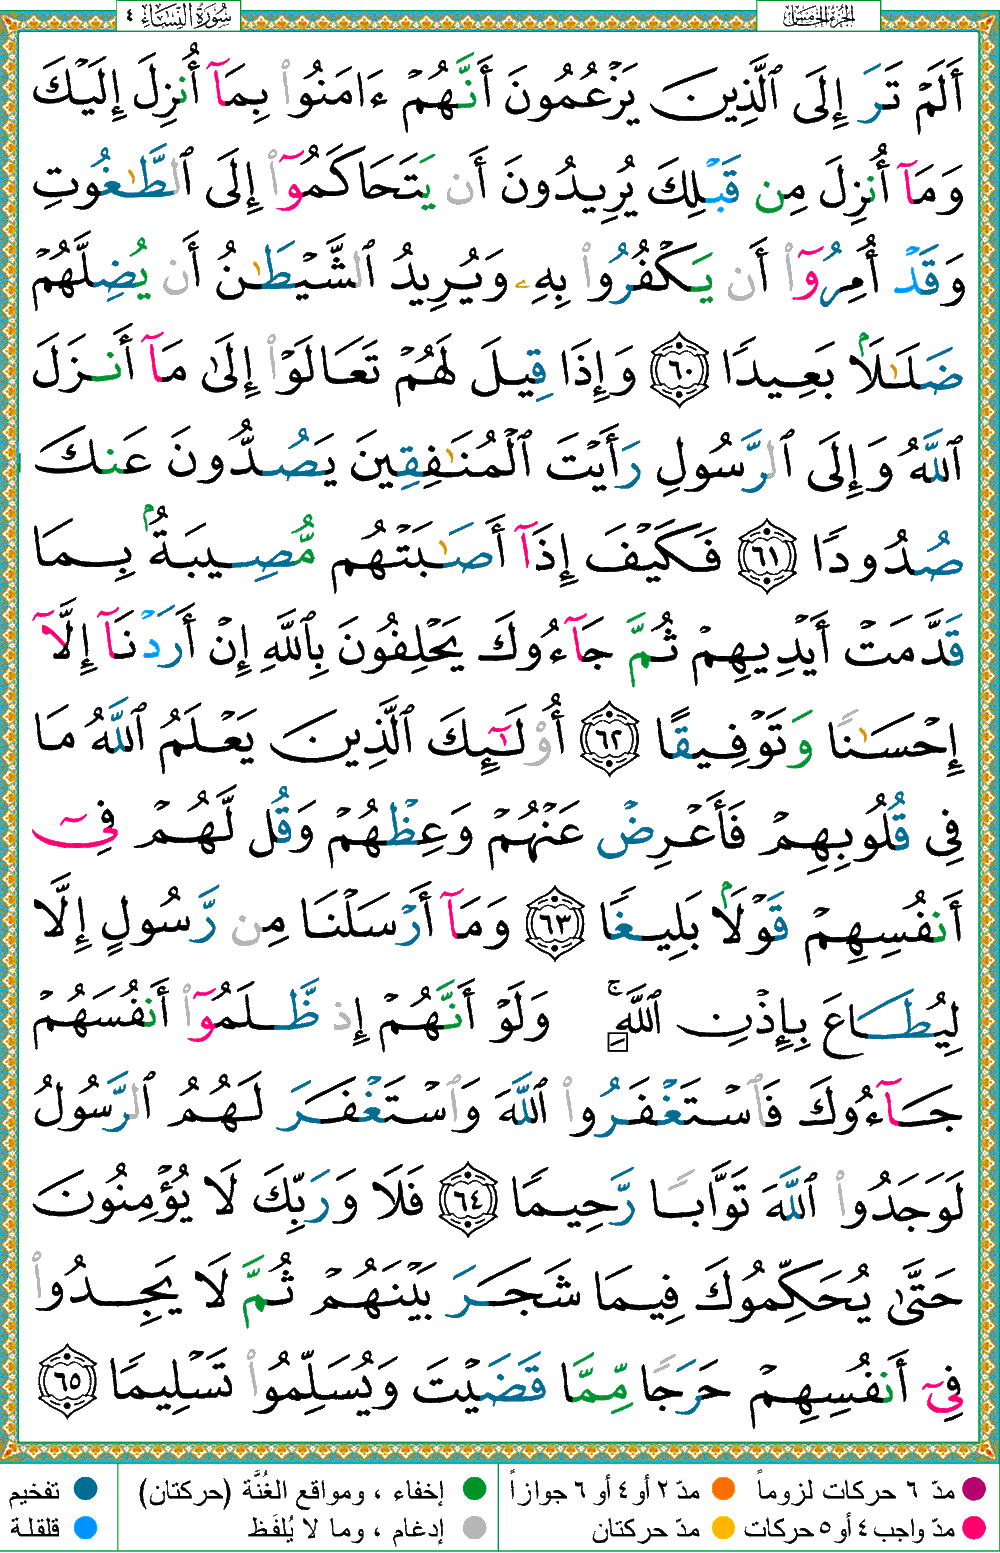 الجزء الخامس
سورة النساء ٤
أَلَمْ تَرَ إِلَى ٱلَّذِينَ يَزْعُمُونَ أَنَّهُمْ ءَامَنُوا۟ بِمَآ أُنزِلَ إِلَيْكَ
وَمَآ أُنزِلَ مِن قَبْلِكَ يُرِيدُونَ أَن يَتَحَاكَمُوٓا۟ إِلَى ٱلطَّـٰغُوتِ
وَقَدْ أُمِرُوٓا۟ أَن يَكْفُرُوا۟ بِهِۦ وَيُرِيدُ ٱلشَّيْطَـٰنُ أَن يُضِلَّهُمْ
ضَلَـٰلًۢا بَعِيدًا ٦٠ وَإِذَا قِيلَ لَهُمْ تَعَالَوْا۟ إِلَىٰ مَآ أَنزَلَ
ٱللَّهُ وَإِلَى ٱلرَّسُولِ رَأَيْتَ ٱلْمُنَـٰفِقِينَ يَصُدُّونَ عَنكَ
صُدُودًا ٦١ فَكَيْفَ إِذَآ أَصَـٰبَتْهُم مُّصِيبَةٌۢ بِمَا
قَدَّمَتْ أَيْدِيهِمْ ثُمَّ جَآءُوكَ يَحْلِفُونَ بِٱللَّهِ إِنْ أَرَدْنَآ إِلَّآ
إِحْسَـٰنًا وَتَوْفِيقًا ٦٢ أُو۟لَـٰٓئِكَ ٱلَّذِينَ يَعْلَمُ ٱللَّهُ مَا
فِى قُلُوبِهِمْ فَأَعْرِضْ عَنْهُمْ وَعِظْهُمْ وَقُل لَّهُمْ فِىٓ
أَنفُسِهِمْ قَوْلًۢا بَلِيغًا ٦٣ وَمَآ أَرْسَلْنَا مِن رَّسُولٍ إِلَّا
لِيُطَاعَ بِإِذْنِ ٱللَّهِ ۚ وَلَوْ أَنَّهُمْ إِذ ظَّلَمُوٓا۟ أَنفُسَهُمْ
جَآءُوكَ فَٱسْتَغْفَرُوا۟ ٱللَّهَ وَٱسْتَغْفَرَ لَهُمُ ٱلرَّسُولُ
لَوَجَدُوا۟ ٱللَّهَ تَوَّابًا رَّحِيمًا ٦٤ فَلَا وَرَبِّكَ لَا يُؤْمِنُونَ
حَتَّىٰ يُحَكِّمُوكَ فِيمَا شَجَرَ بَيْنَهُمْ ثُمَّ لَا يَجِدُوا۟
فِىٓ أَنفُسِهِمْ حَرَجًا مِّمَّا قَضَيْتَ وَيُسَلِّمُوا۟ تَسْلِيمًا ٦٥
مدّ ٦ حركات لزوماً مدّ ٢ أو ٤ أو ٦ جوازاً إخفاء ، ومواقع الغُنَّة (حركتان) تفخيم
مدّ واجب ٤ أو ٥ حركات مدّ حركتان إدغام ، وما لا يُلفَظ قلقلة